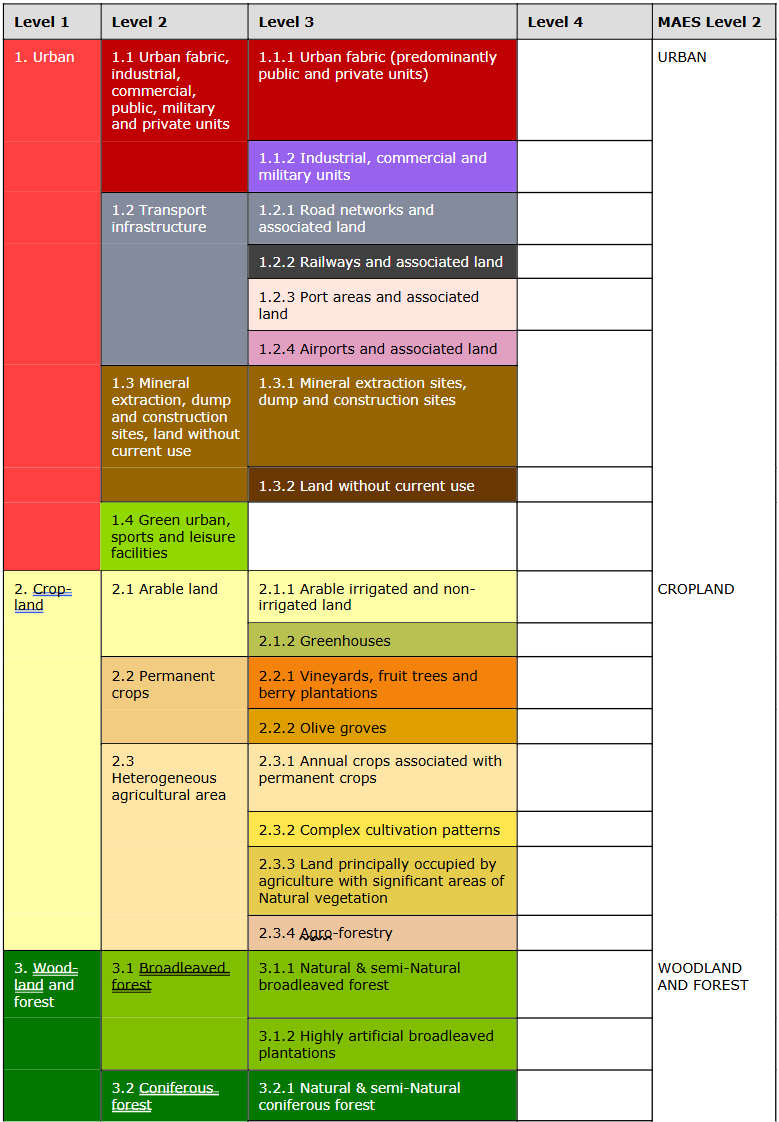 Level 1 Level 2 Level 3 Level 4 MAES Level 2
1. Urban
1.1 Urban fabric,
industrial,
commercial,
public, military
and private units
1.1.1 Urban fabric (predominantly
public and private units)
URBAN
1.1.2 Industrial, commercial and
military units
1.2 Transport
infrastructure
1.2.1 Road networks and
associated land
1.2.2 Railways and associated land
1.2.3 Port areas and associated
land
1.2.4 Airports and associated land
1.3 Mineral
extraction, dump
and construction
sites, land without
current use
1.3.1 Mineral extraction sites,
dump and construction sites
1.3.2 Land without current use
1.4 Green urban,
sports and leisure
facilities
2. Crop-
land
2.1 Arable land
2.1.1 Arable irrigated and non-
irrigated land
CROPLAND
2.1.2 Greenhouses
2.2 Permanent
crops
2.2.1 Vineyards, fruit trees and
berry plantations
2.2.2 Olive groves
2.3
Heterogeneous
agricultural area
2.3.1 Annual crops associated with
permanent crops
2.3.2 Complex cultivation patterns
2.3.3 Land principally occupied by
agriculture with significant areas of
Natural vegetation
2.3.4 Agro-forestry
3. Wood-
land and
forest
3.1 Broadleaved
forest
3.1.1 Natural & semi-Natural
broadleaved forest
WOODLAND
AND FOREST
3.1.2 Highly artificial broadleaved
plantations
3.2 Coniferous
forest
3.2.1 Natural & semi-Natural
coniferous forest